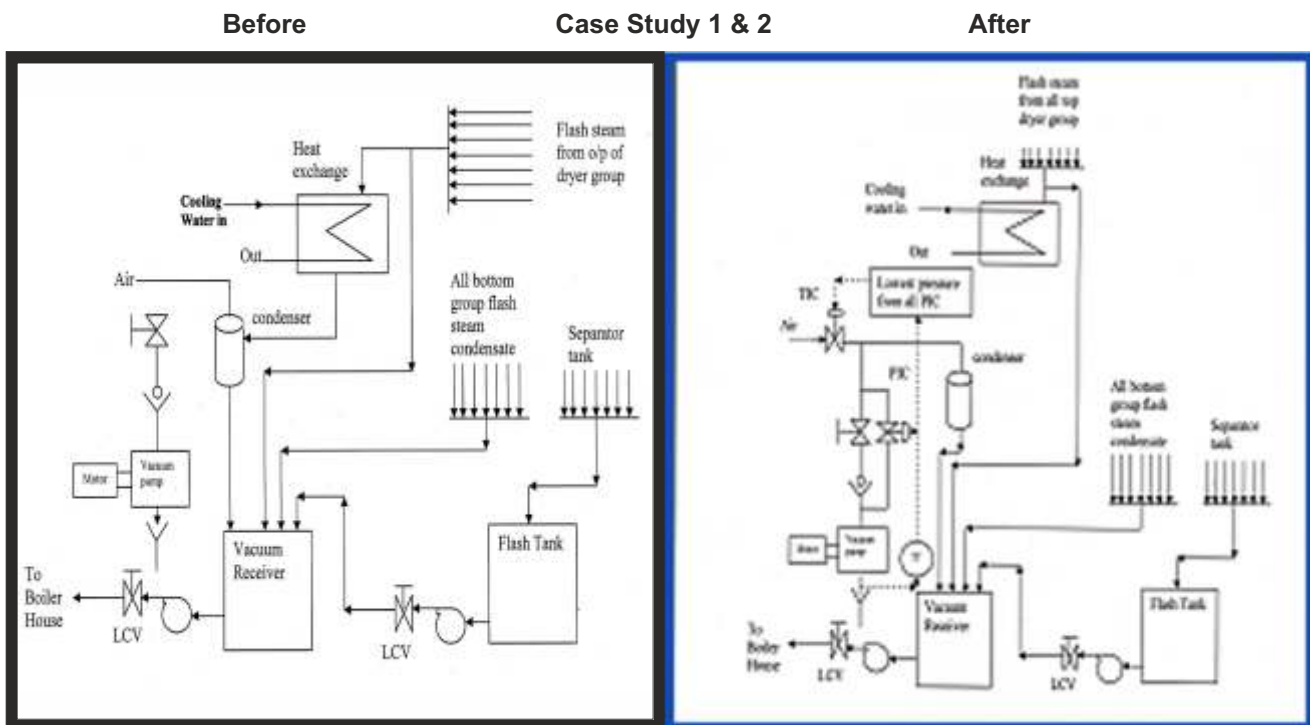 Before
Case Study 1 & 2
After
Flash steam
from o/p of
dryer group
Heat
exchange
Cooling
Water in
Out
Air
condenser
All bottom
group flash
steam
condensate
Separator
tank
Motor
Vacuum
pump
Vacuum
Receiver
Flash Tank
To
Boiler
House
LCV
LCV
Flash steam
from all top
dryer group
Heat
exchange
Cooling
water in
Out
Lowest pressure
from all PIC
TIC
Air
PIC
condenser
All bottom
group flash
steam
condensate
Separator
tank
Vacuum
pump
Vacuum
Receiver
Flash Tank
To
Boiler
House
LCV
LCV